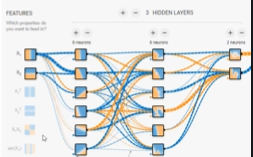 FEATURES
+ − 3 HIDDEN LAYERS
Which properties do
you want to feed in?
+ −
+ −
+ −
6 neurons
6 neurons
2 neurons
X₁
X₂